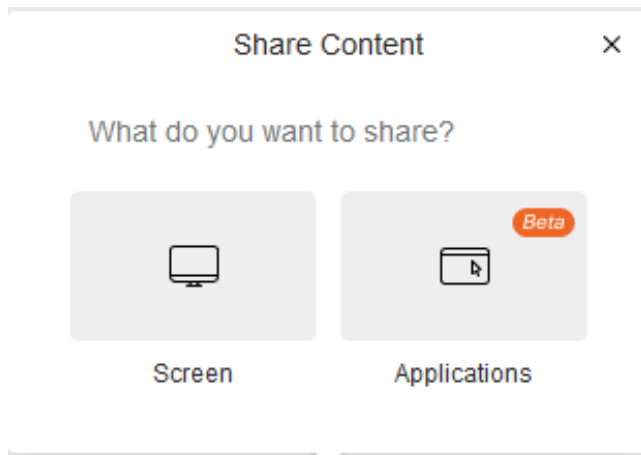 Share Content
What do you want to share?
Beta
Screen
Applications